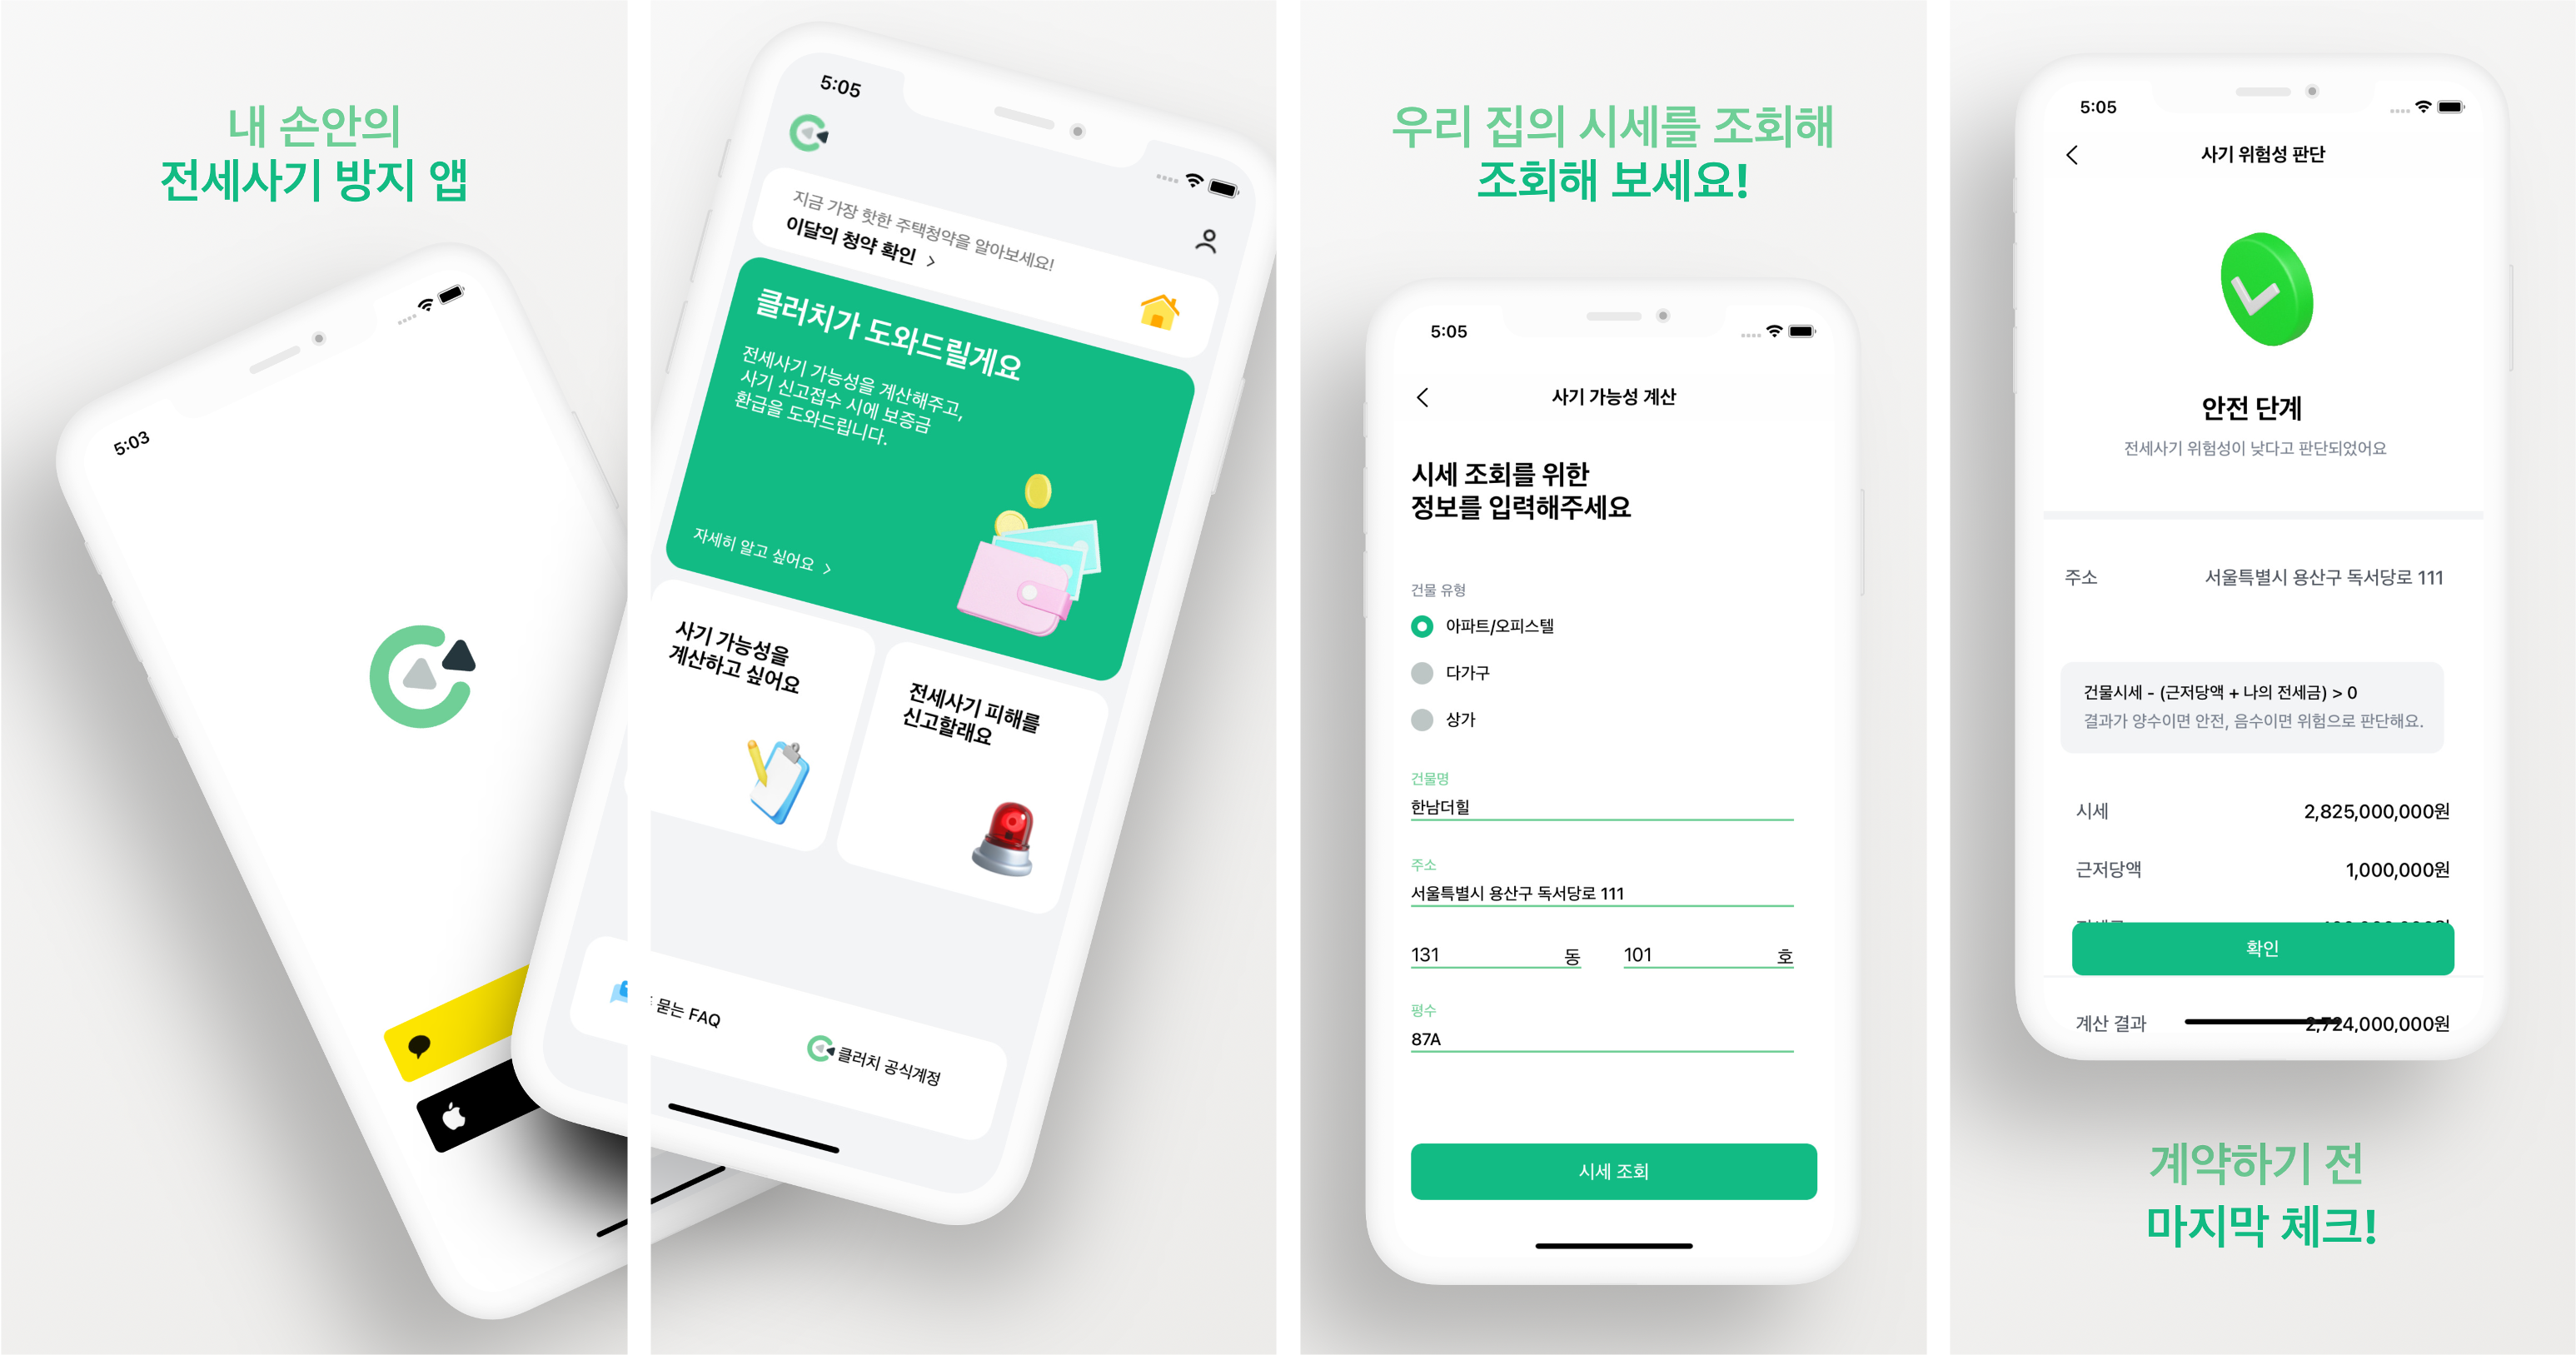 내 손안의
전세사기 방지 앱
5:03
5:05
지금 가장 핫한 주택청약을 알아보세요!
이달의 청약 확인 >
클러치가 도와드릴게요
전세사기 가능성을 계산해주고,
사기 신고접수 시에 보증금
환급을 도와드립니다.
자세히 알고 싶어요 >
사기 가능성을
계산하고 싶어요
전세사기 피해를
신고할래요
묻는 FAQ
클러치 공식계정
우리 집의 시세를 조회해
조회해 보세요!
5:05
사기 가능성 계산
시세 조회를 위한
정보를 입력해주세요
건물 유형
아파트/오피스텔
다가구
상가
건물명
한남더힐
주소
서울특별시 용산구 독서당로 111
131 동 101 호
평수
87A
시세 조회
5:05
사기 위험성 판단
안전 단계
전세사기 위험성이 낮다고 판단되었어요
주소 서울특별시 용산구 독서당로 111
건물시세 - (근저당액 + 나의 전세금) > 0
결과가 양수이면 안전, 음수이면 위험으로 판단해요.
시세 2,825,000,000원
근저당액 1,000,000원
확인
계산 결과 2,724,000,000원
계약하기 전
마지막 체크!